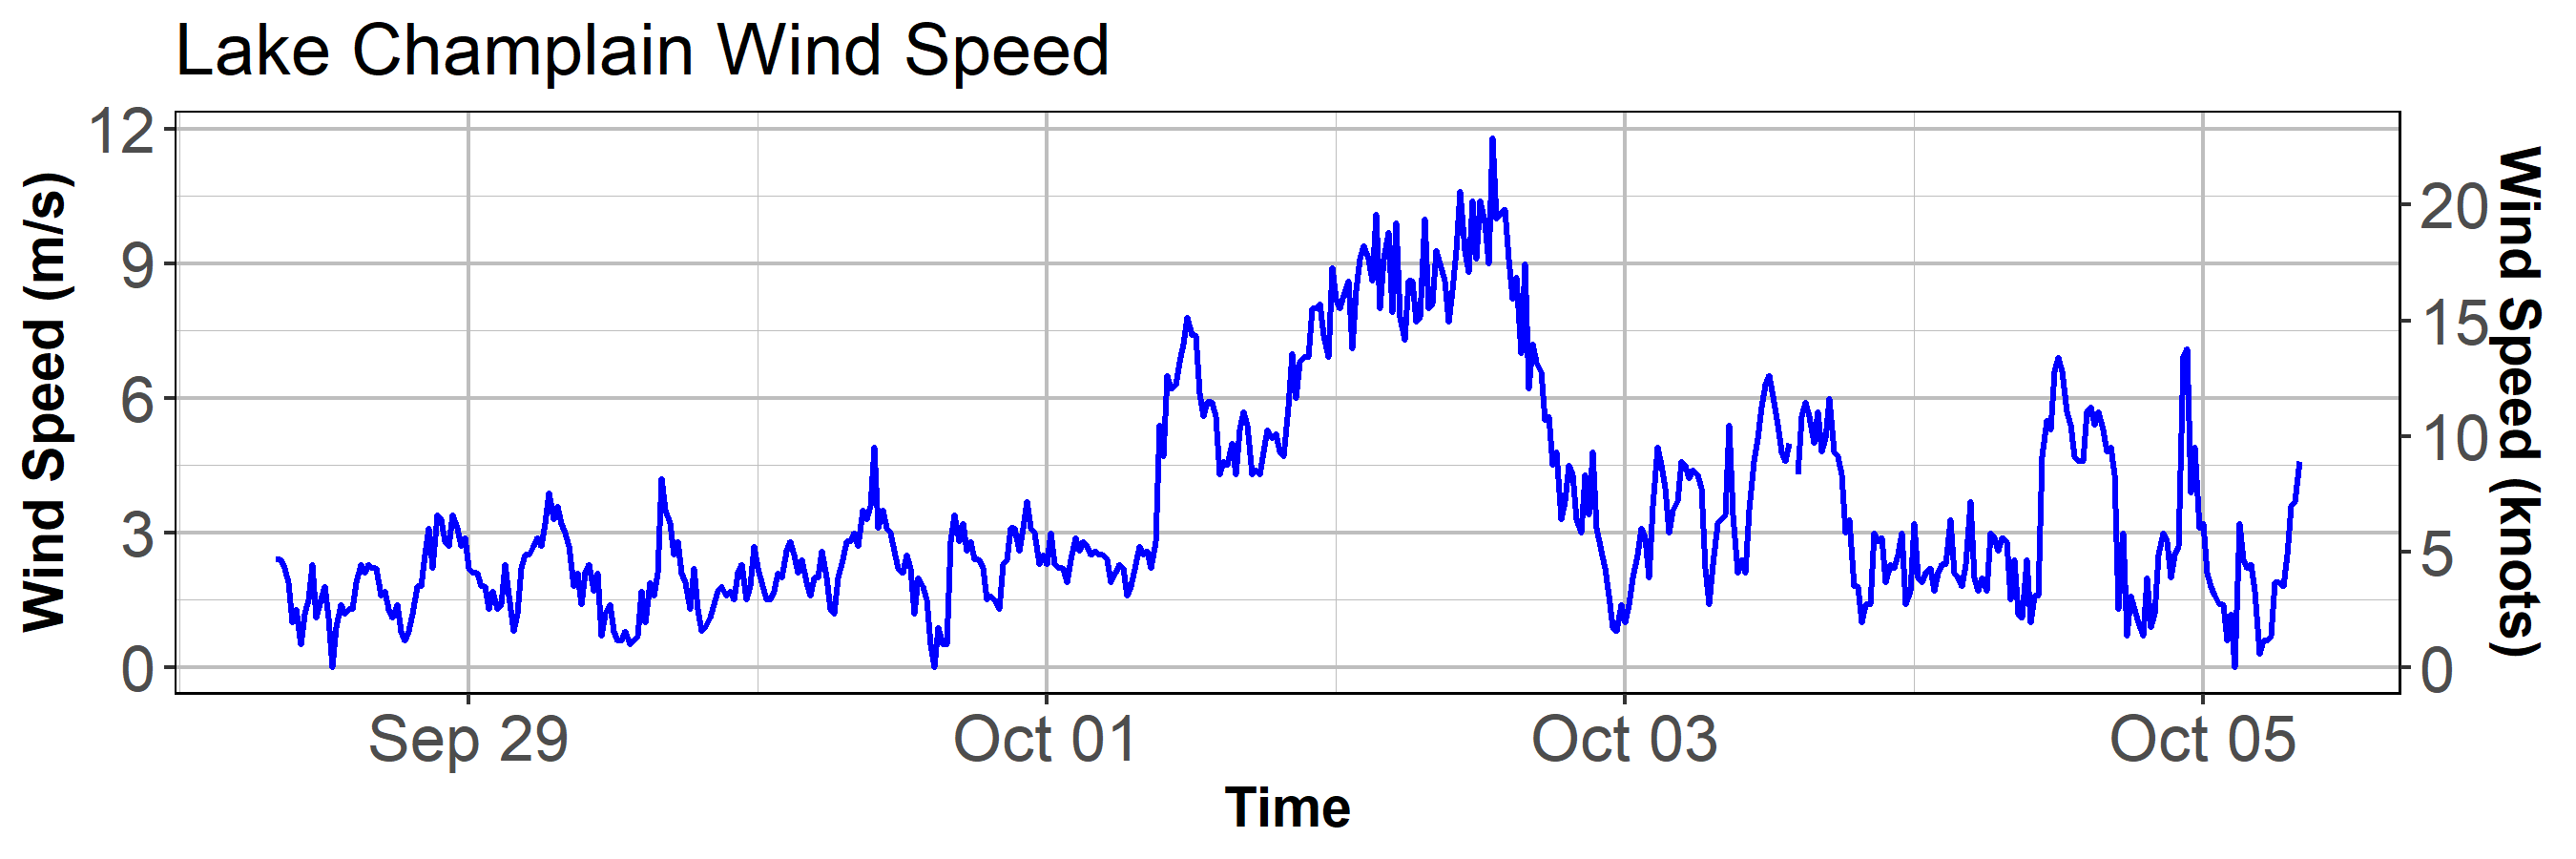 Lake Champlain Wind Speed
12
9
6
3
0
Wind Speed (m/s)
20
15
10
5
0
Wind Speed (knots)
Sep 29 Oct 01 Oct 03 Oct 05
Time